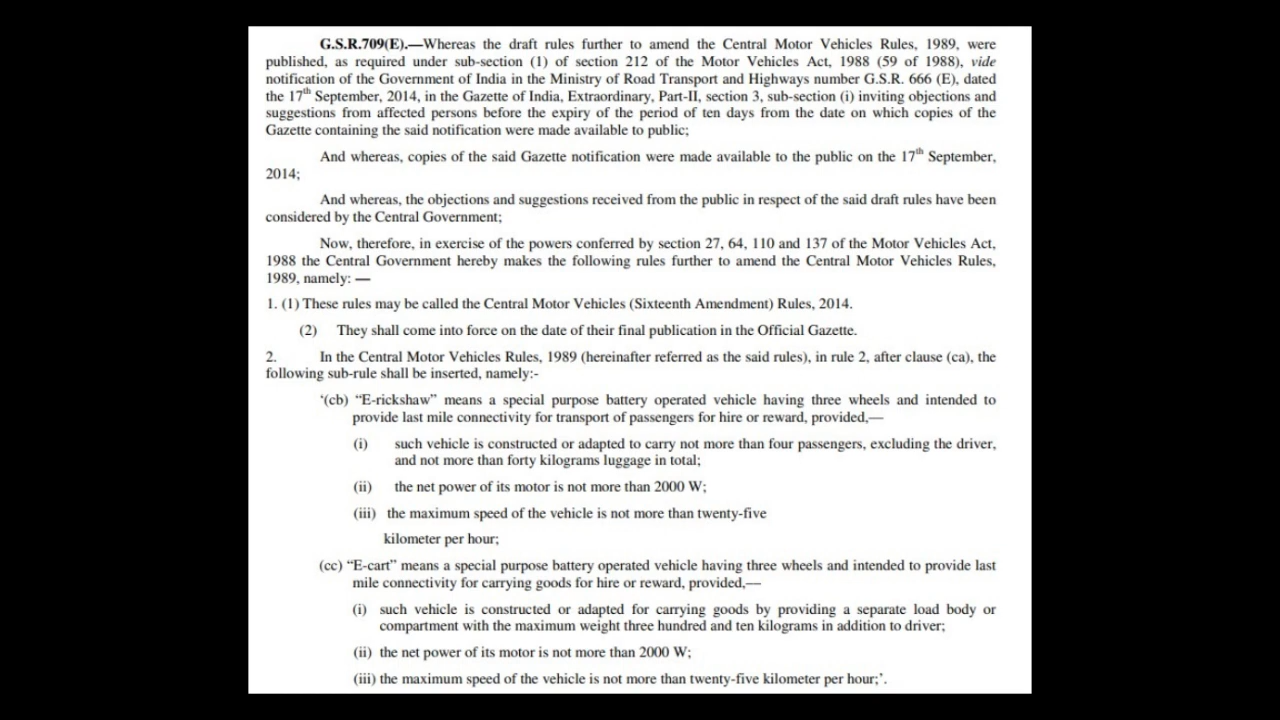 G.S.R.709(E).—Whereas the draft rules further to amend the Central Motor Vehicles Rules, 1989, were
published, as required under sub-section (1) of section 212 of the Motor Vehicles Act, 1988 (59 of 1988), vide
notification of the Government of India in the Ministry of Road Transport and Highways number G.S.R. 666 (E), dated
the 17th September, 2014, in the Gazette of India, Extraordinary, Part-II, section 3, sub-section (i) inviting objections and
suggestions from affected persons before the expiry of the period of ten days from the date on which copies of the
Gazette containing the said notification were made available to public;
And whereas, copies of the said Gazette notification were made available to the public on the 17th September,
2014;
And whereas, the objections and suggestions received from the public in respect of the said draft rules have been
considered by the Central Government;
Now, therefore, in exercise of the powers conferred by section 27, 64, 110 and 137 of the Motor Vehicles Act,
1988 the Central Government hereby makes the following rules further to amend the Central Motor Vehicles Rules,
1989, namely: —
1. (1) These rules may be called the Central Motor Vehicles (Sixteenth Amendment) Rules, 2014.
(2) They shall come into force on the date of their final publication in the Official Gazette.
2. In the Central Motor Vehicles Rules, 1989 (hereinafter referred as the said rules), in rule 2, after clause (ca), the
following sub-rule shall be inserted, namely:-
‘(cb) “E-rickshaw” means a special purpose battery operated vehicle having three wheels and intended to
provide last mile connectivity for transport of passengers for hire or reward, provided,—
(i) such vehicle is constructed or adapted to carry not more than four passengers, excluding the driver,
and not more than forty kilograms luggage in total;
(ii) the net power of its motor is not more than 2000 W;
(iii) the maximum speed of the vehicle is not more than twenty-five
kilometer per hour;
(cc) “E-cart” means a special purpose battery operated vehicle having three wheels and intended to provide last
mile connectivity for carrying goods for hire or reward, provided,—
(i) such vehicle is constructed or adapted for carrying goods by providing a separate load body or
compartment with the maximum weight three hundred and ten kilograms in addition to driver;
(ii) the net power of its motor is not more than 2000 W;
(iii) the maximum speed of the vehicle is not more than twenty-five kilometer per hour;’.